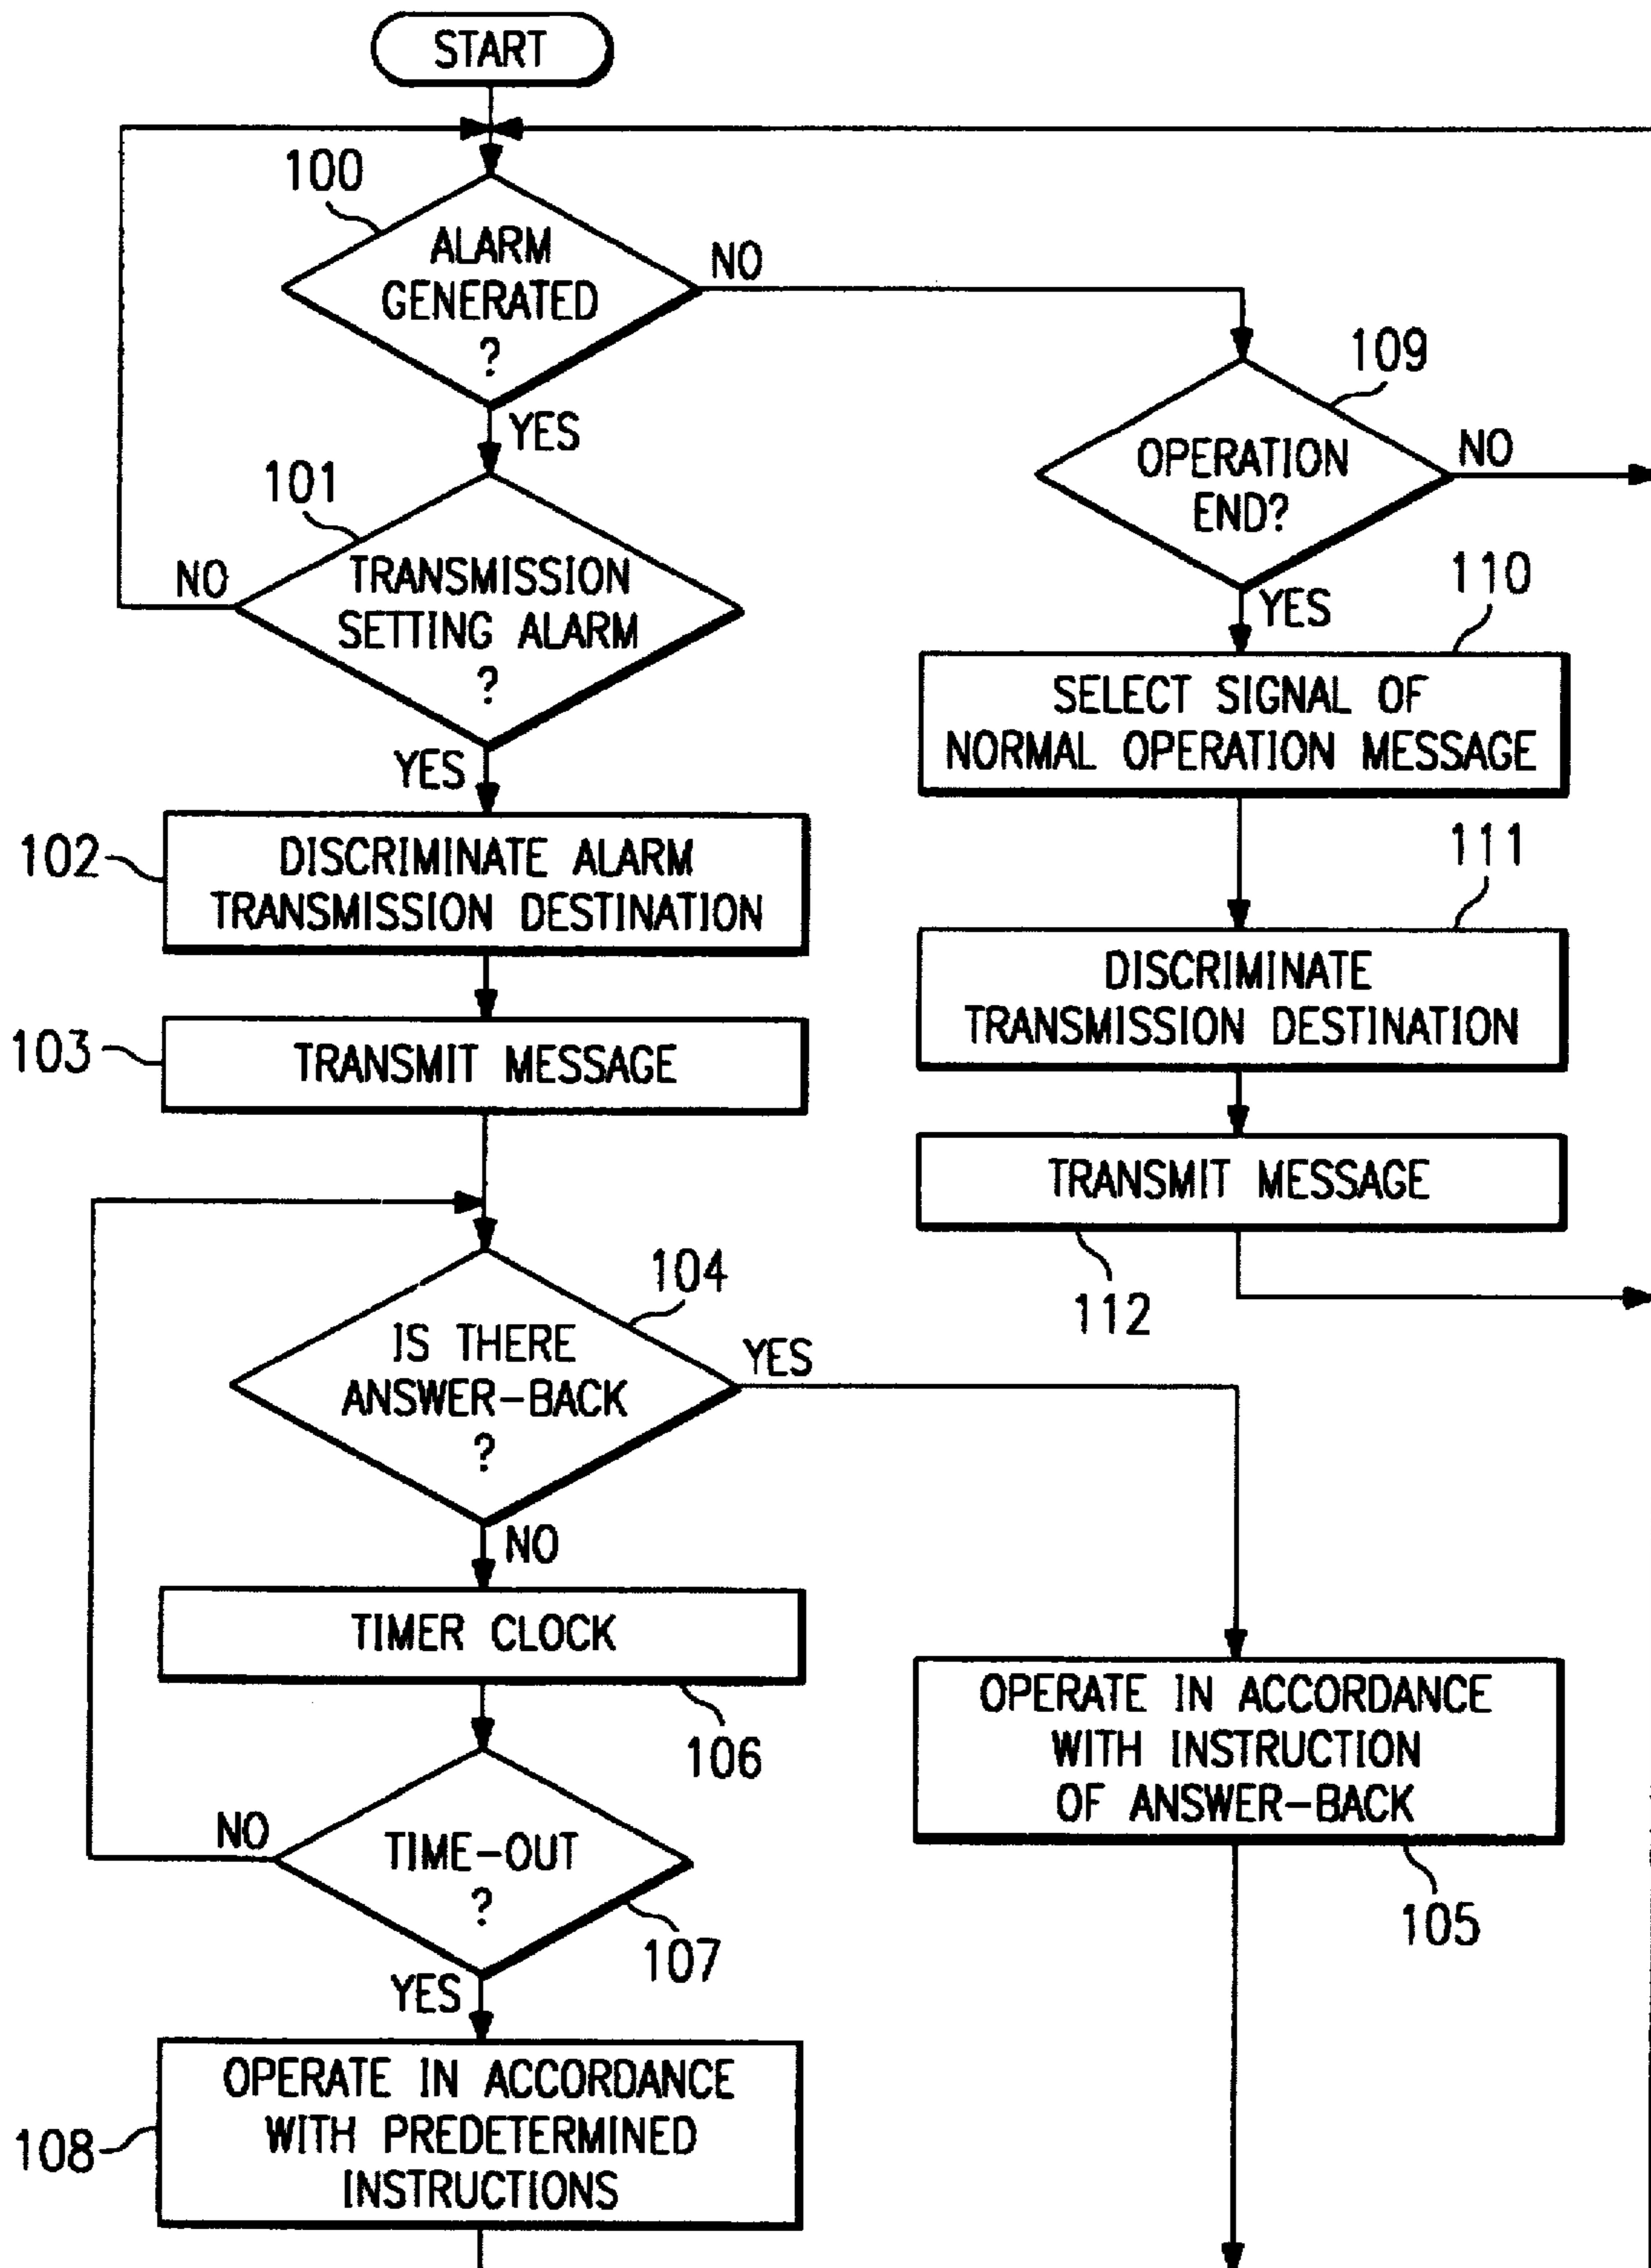 START
100
ALARM
GENERATED
?
NO
YES
109
OPERATION
END?
NO
YES
101
TRANSMISSION
SETTING ALARM
?
NO
YES
110
SELECT SIGNAL OF
NORMAL OPERATION MESSAGE
102
DISCRIMINATE ALARM
TRANSMISSION DESTINATION
111
DISCRIMINATE
TRANSMISSION DESTINATION
103
TRANSMIT MESSAGE
TRANSMIT MESSAGE
112
104
IS THERE
ANSWER-BACK
?
YES
NO
TIMER CLOCK
106
OPERATE IN ACCORDANCE
WITH INSTRUCTION
OF ANSWER-BACK
105
TIME-OUT
?
NO
107
YES
108
OPERATE IN ACCORDANCE
WITH PREDETERMINED
INSTRUCTIONS